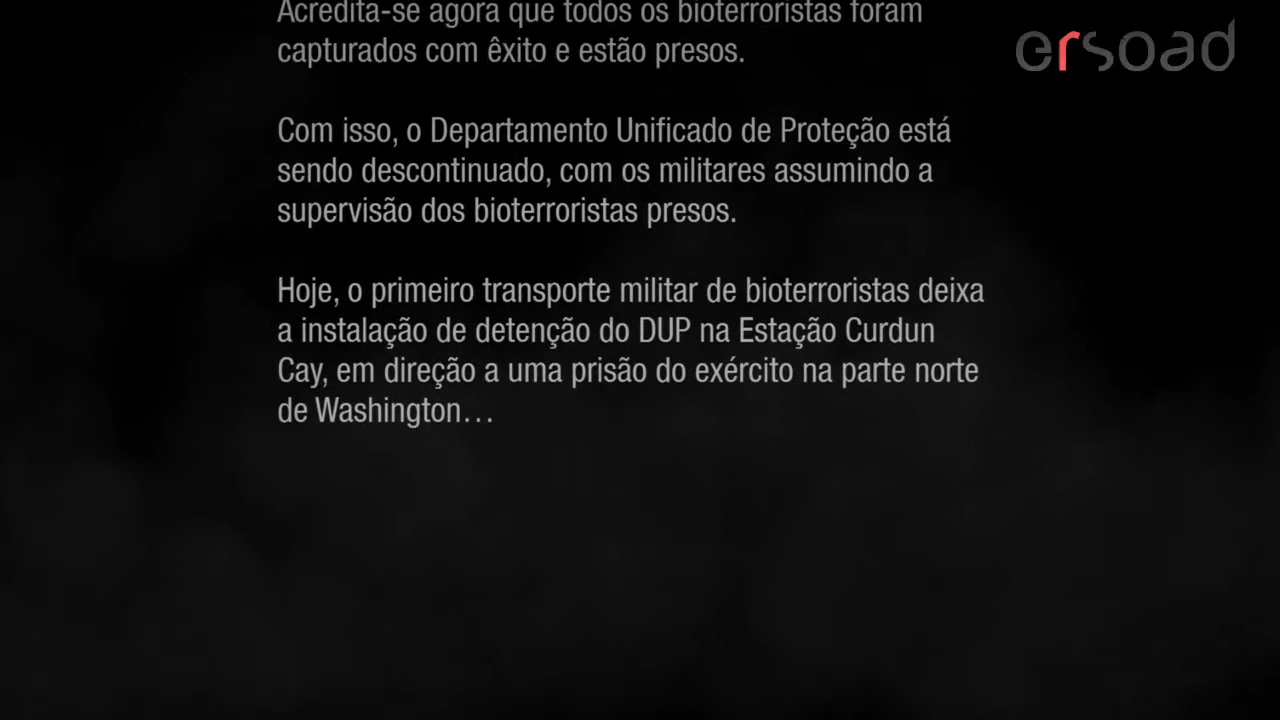 Acredita-se agora que todos os bioterroristas foram
capturados com êxito e estão presos.
ersoad
Com isso, o Departamento Unificado de Proteção está
sendo descontinuado, com os militares assumindo a
supervisão dos bioterroristas presos.
Hoje, o primeiro transporte militar de bioterroristas deixa
a instalação de detenção do DUP na Estação Curdun
Cay, em direção a uma prisão do exército na parte norte
de Washington…